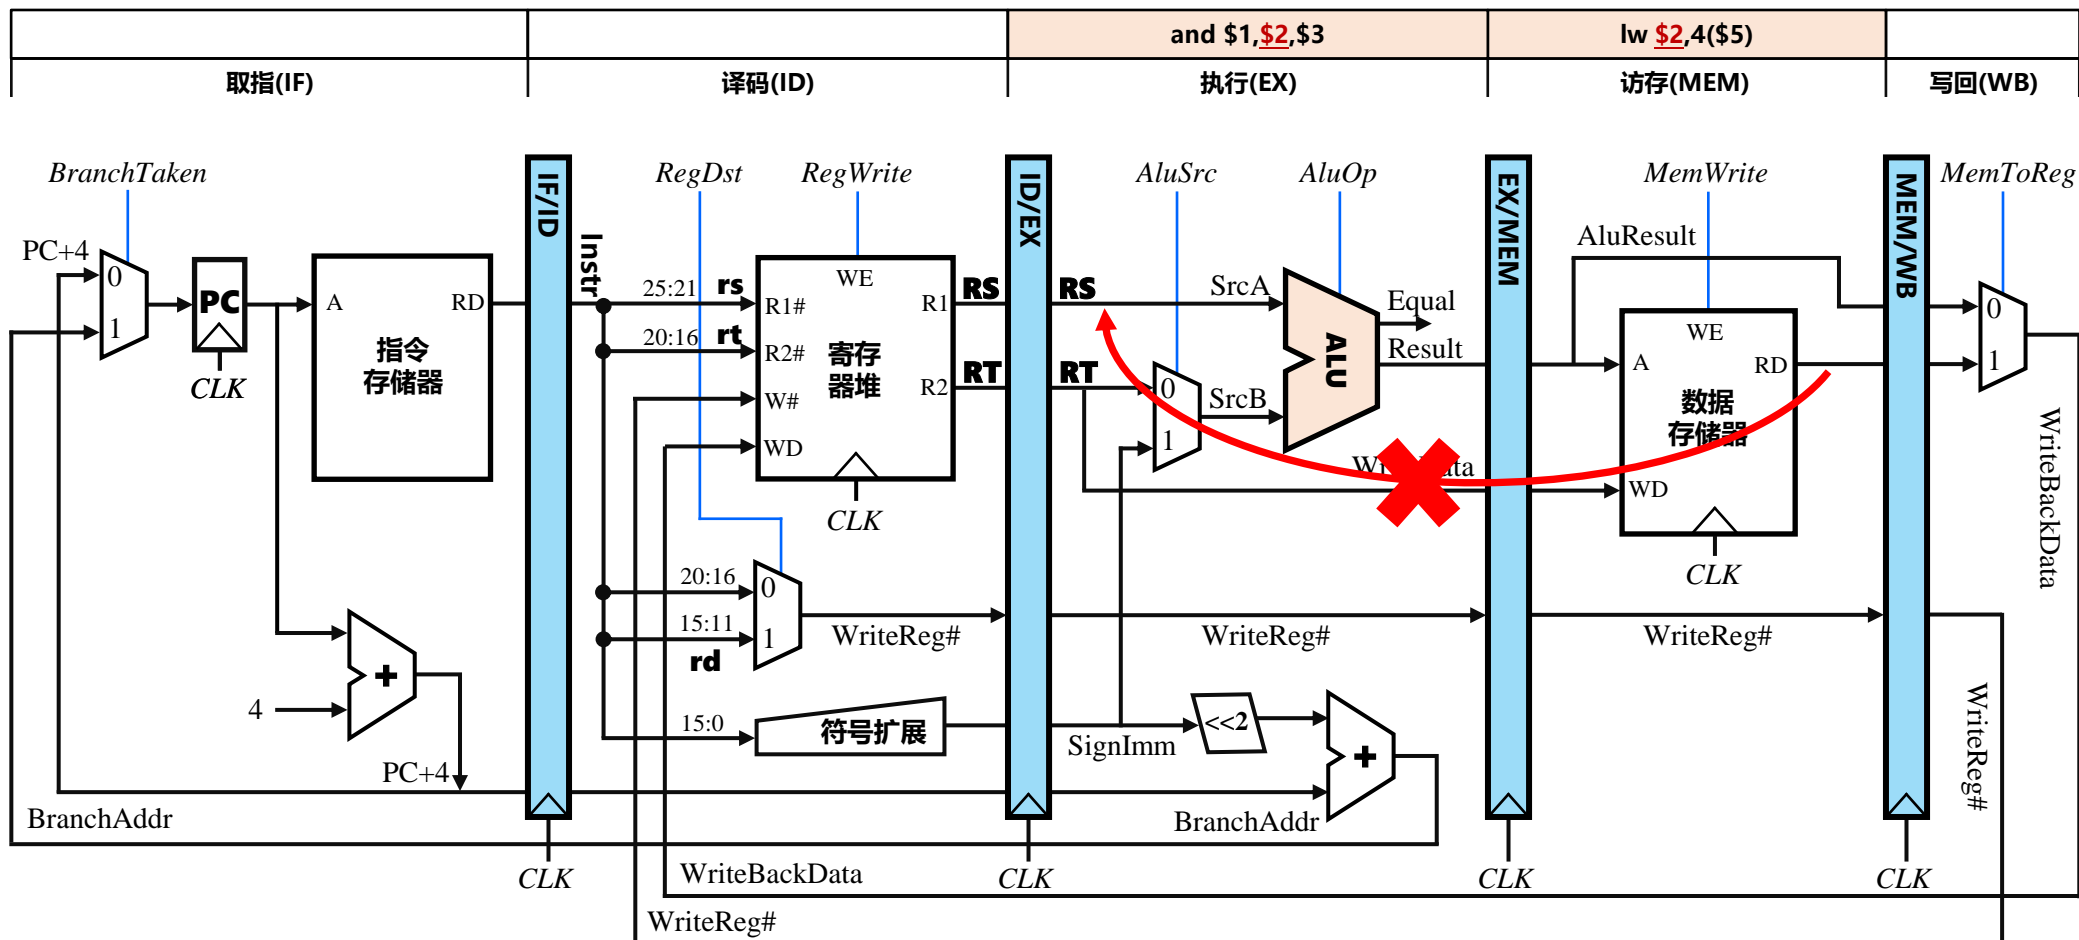 and $1,$2,$3
lw $2,4($5)
取指(IF)
译码(ID)
执行(EX)
访存(MEM)
写回(WB)
BranchTaken
RegDst
RegWrite
AluSrc
AluOp
MemWrite
MemToReg
IF/ID
ID/EX
EX/MEM
MEM/WB
PC+4
0
1
PC
CLK
A
RD
指令
存储器
Instr
25:21
rs
20:16
rt
WE
R1#
R2#
W#
WD
R1
R2
寄存
器堆
CLK
RS
RT
RS
RT
SrcA
0
1
SrcB
ALU
Equal
Result
AluResult
WE
A
RD
数据
存储器
WD
CLK
0
1
WriteBackData
20:16
0
15:11
1
rd
WriteReg#
WriteReg#
WriteReg#
WriteReg#
+
4
PC+4
15:0
符号扩展
SignImm
<<2
+
BranchAddr
BranchAddr
CLK
CLK
CLK
CLK
WriteBackData
WriteReg#